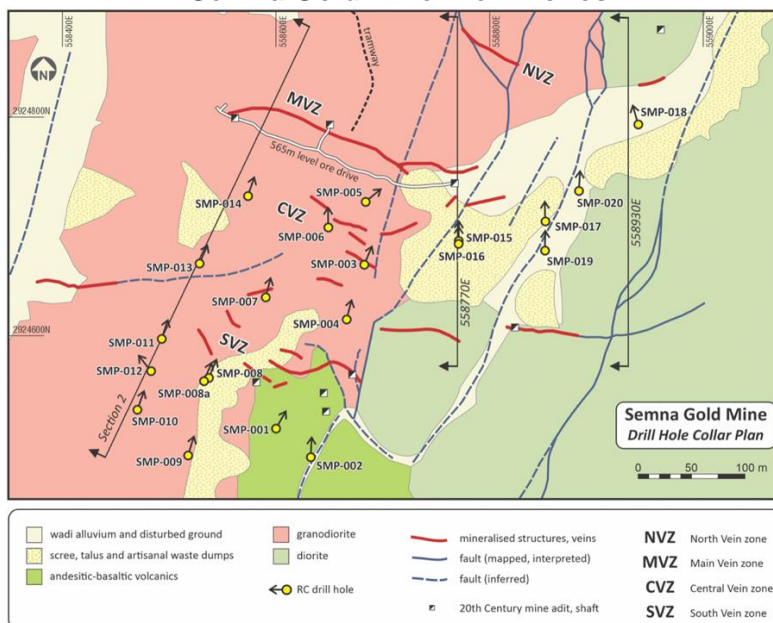 558400E
558600E
558800E
559000E
N
tramway
NVZ
MVZ
SMP-018
2924800N
565m level ore drive
SMP-005
SMP-020
SMP-014
CVZ
SMP-017
SMP-006
SMP-015
SMP-016
558930E
SMP-019
SMP-013
SMP-003
558770E
SMP-007
SMP-004
2924600N
SMP-011
SVZ
SMP-012
SMP-008
SMP-008a
SMP-010
Section 2
SMP-001
SMP-009
SMP-002
Semna Gold Mine
Drill Hole Collar Plan
0 50 100 m
wadi alluvium and disturbed ground
scree, talus and artisanal waste dumps
andesitic-basaltic volcanics
granodiorite
diorite
RC drill hole
mineralised structures, veins
fault (mapped, interpreted)
fault (inferred)
20th Century mine adit, shaft
NVZ North Vein zone
MVZ Main Vein zone
CVZ Central Vein zone
SVZ South Vein zone